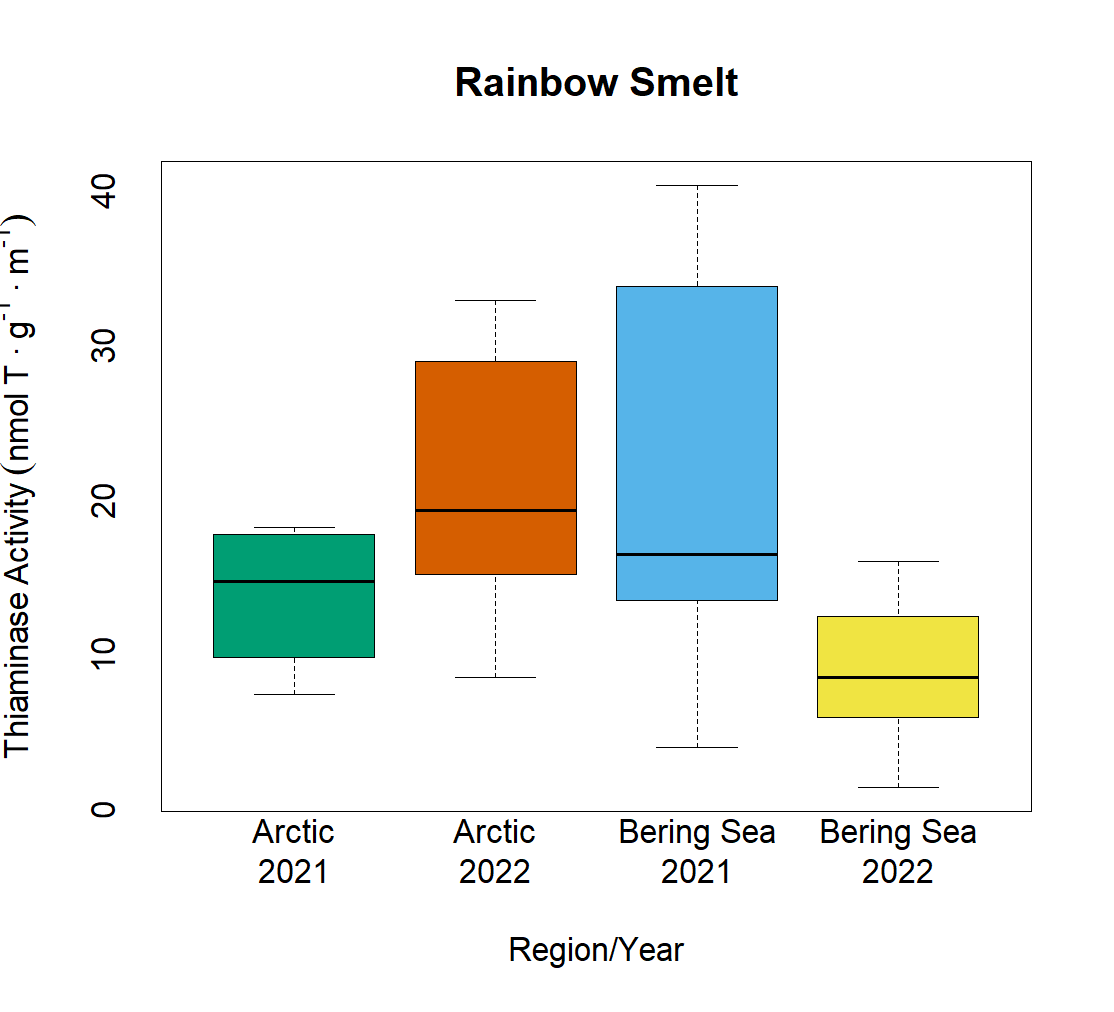 Rainbow Smelt
Thiaminase Activity (nmol T · g⁻¹ · m⁻¹)
40
30
20
10
0
Arctic Arctic Bering Sea Bering Sea
2021 2022 2021 2022
Region/Year